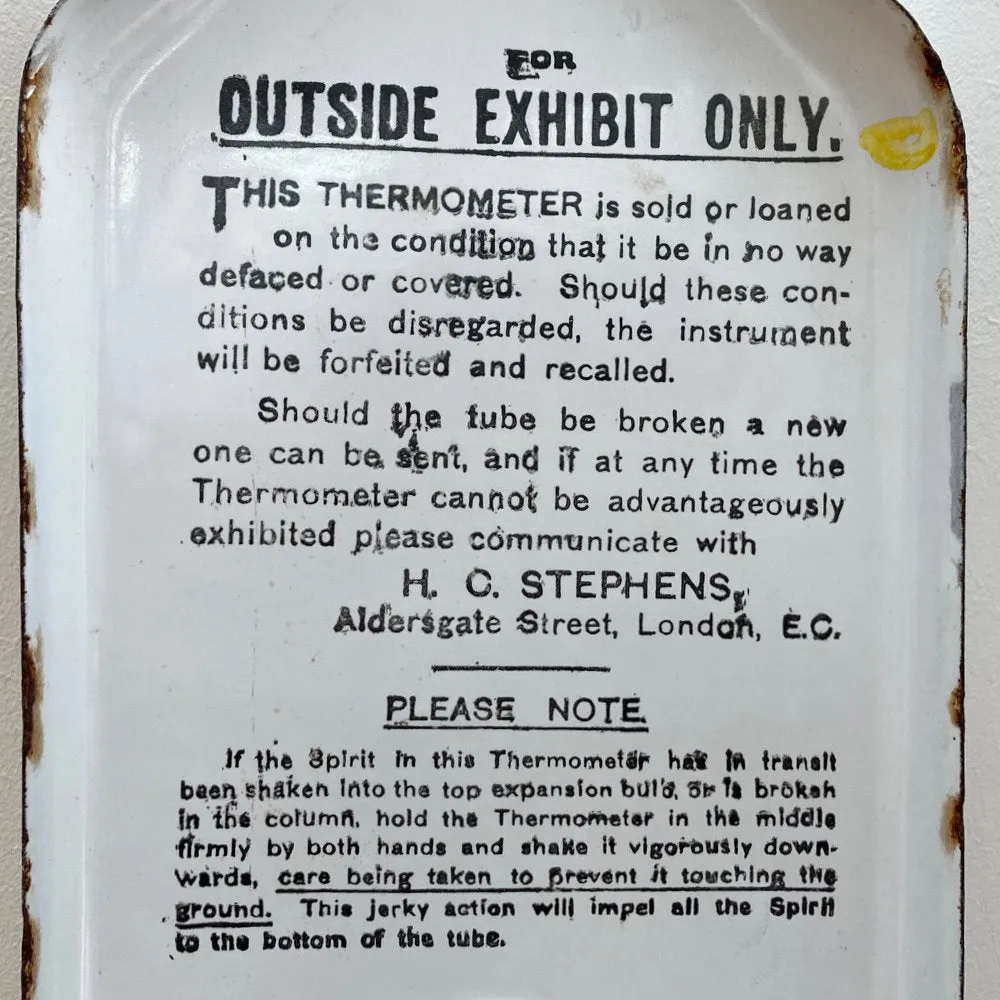 FOR
OUTSIDE EXHIBIT ONLY.
THIS THERMOMETER is sold or loaned
on the condition that it be in no way
defaced or covered. Should these con-
ditions be disregarded, the instrument
will be forfeited and recalled.
Should the tube be broken a new
one can be sent, and if at any time the
Thermometer cannot be advantageously
exhibited please communicate with
H. C. STEPHENS,
Aldersgate Street, London, E.C.
PLEASE NOTE.
If the Spirit in this Thermometer has in transit
been shaken into the top expansion bulb, or is broken
in the column, hold the Thermometer in the middle
firmly by both hands and shake it vigorously down-
wards, care being taken to prevent it touching the
ground. This jerky action will impel all the Spirit
to the bottom of the tube.